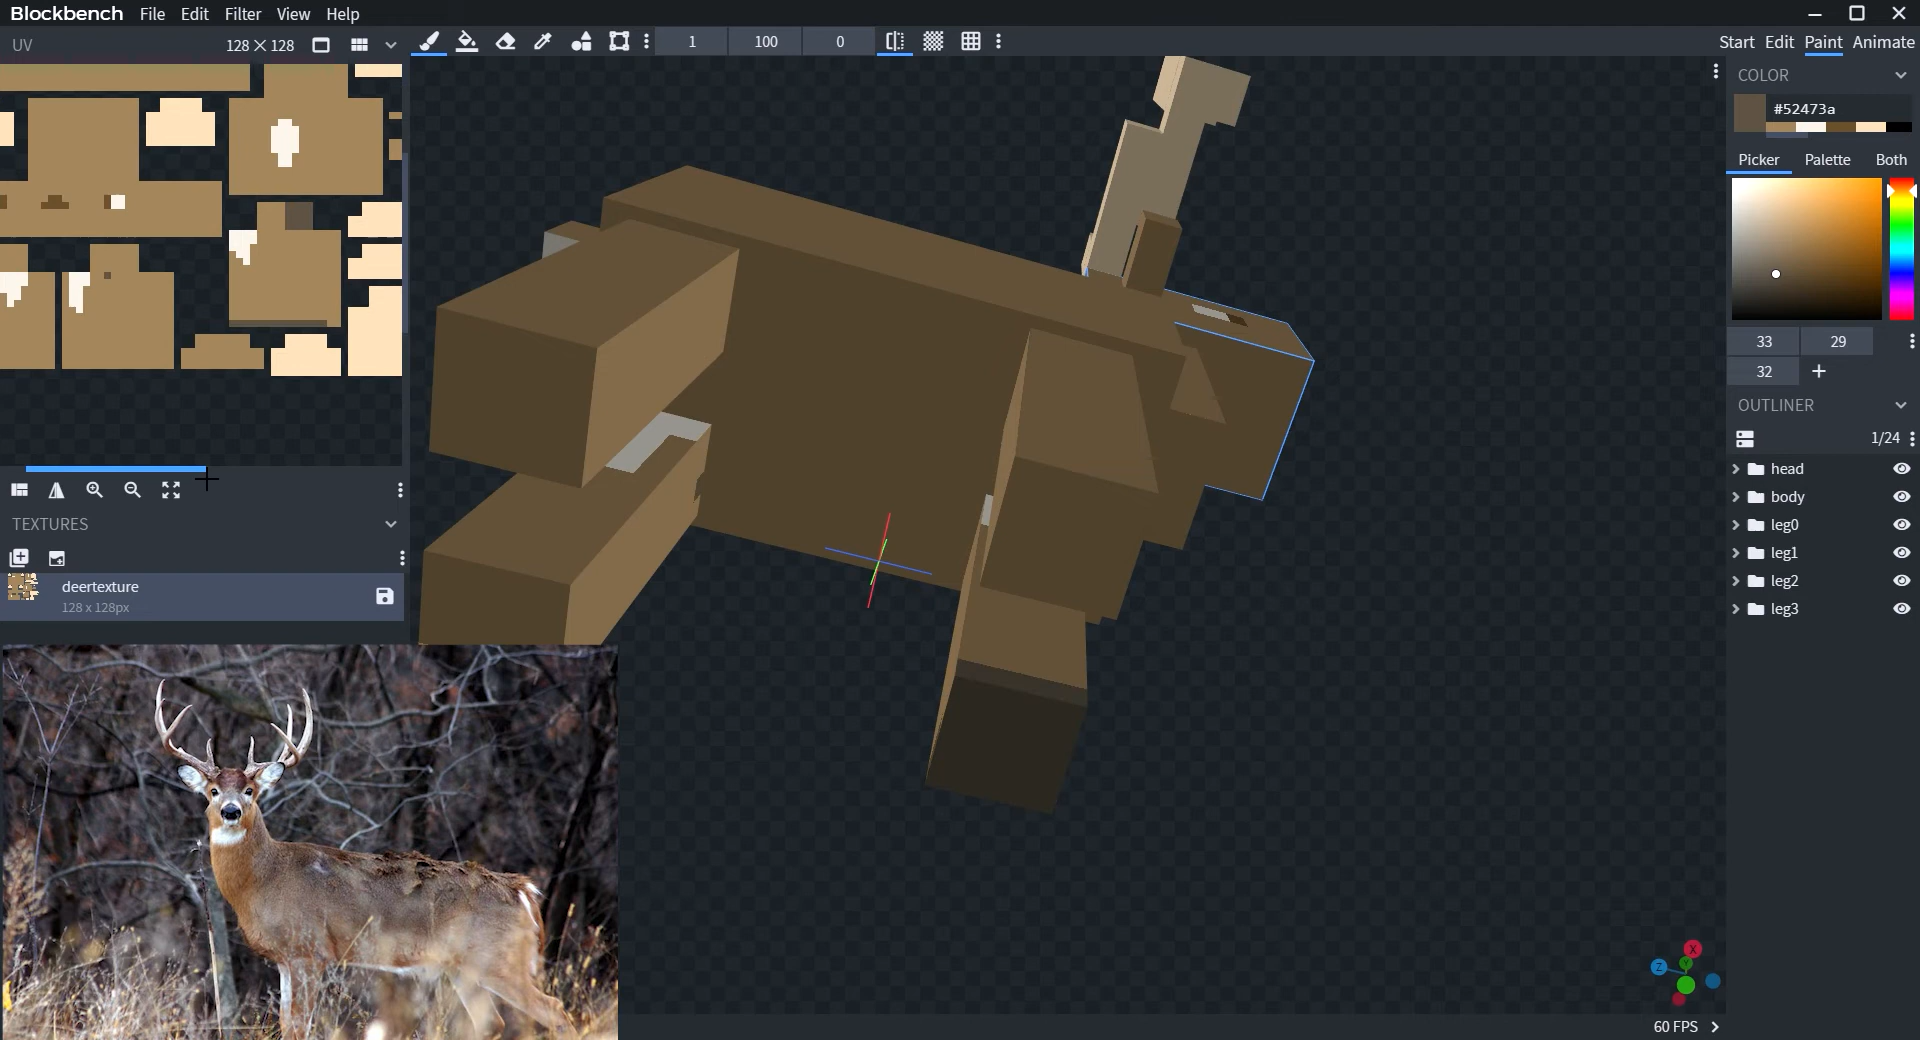 Blockbench File Edit Filter View Help
UV 128 × 128 1 100 0 Start Edit Paint Animate
COLOR
#52473a
Picker Palette Both
33 29
32
OUTLINER
1/24
head
body
leg0
leg1
leg2
leg3
TEXTURES
deertexture
128 x 128px
X
Y
Z
60 FPS